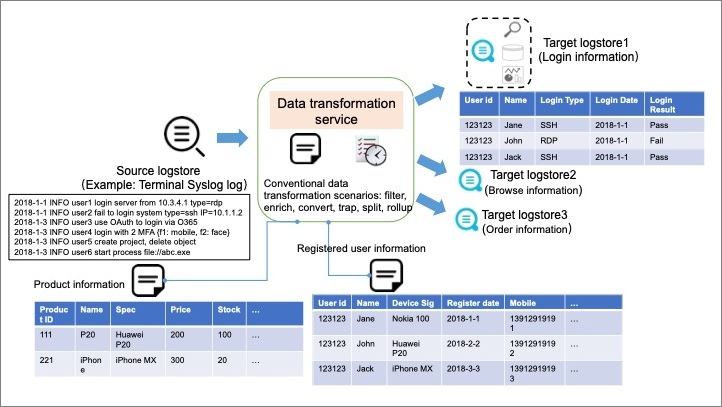 Target logstore1
(Login information)
Data transformation
service
User id Name Login Type Login Date Login
Result
123123 Jane SSH 2018-1-1 Pass
123123 John RDP 2018-1-1 Fail
123123 Jack SSH 2018-1-1 Pass
Source logstore
(Example: Terminal Syslog log)
2018-1-1 INFO user1 login server from 10.3.4.1 type=rdp
2018-1-1 INFO user2 fail to login system type=ssh IP=10.1.1.2
2018-1-3 INFO user3 use OAuth to login via O365
2018-1-3 INFO user4 login with 2 MFA {f1: mobile, f2: face}
2018-1-3 INFO user5 create project, delete object
2018-1-3 INFO user6 start process file://abc.exe
Conventional data
transformation scenarios: filter,
enrich, convert, trap, split, rollup
Target logstore2
(Browse information)
Target logstore3
(Order information)
Registered user information
Product information
Produc
t ID Name Spec Price Stock ...
111 P20 Huawei
P20 200 100 ...
221 iPhon
e iPhone MX 300 20 ...
User id Name Device Sig Register date Mobile ...
123123 Jane Nokia 100 2018-1-1 1391291919
1 ...
123123 John Huawei
P20 2018-2-2 1391291919
2 ...
123123 Jack iPhone MX 2018-3-3 1391291919
3 ...